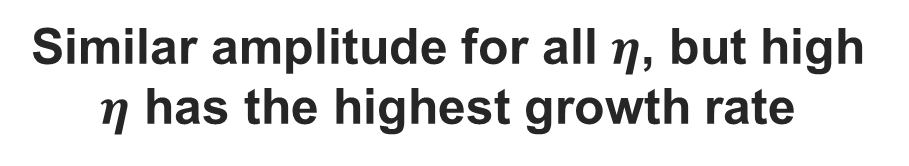 Similar amplitude for all η, but high
η has the highest growth rate